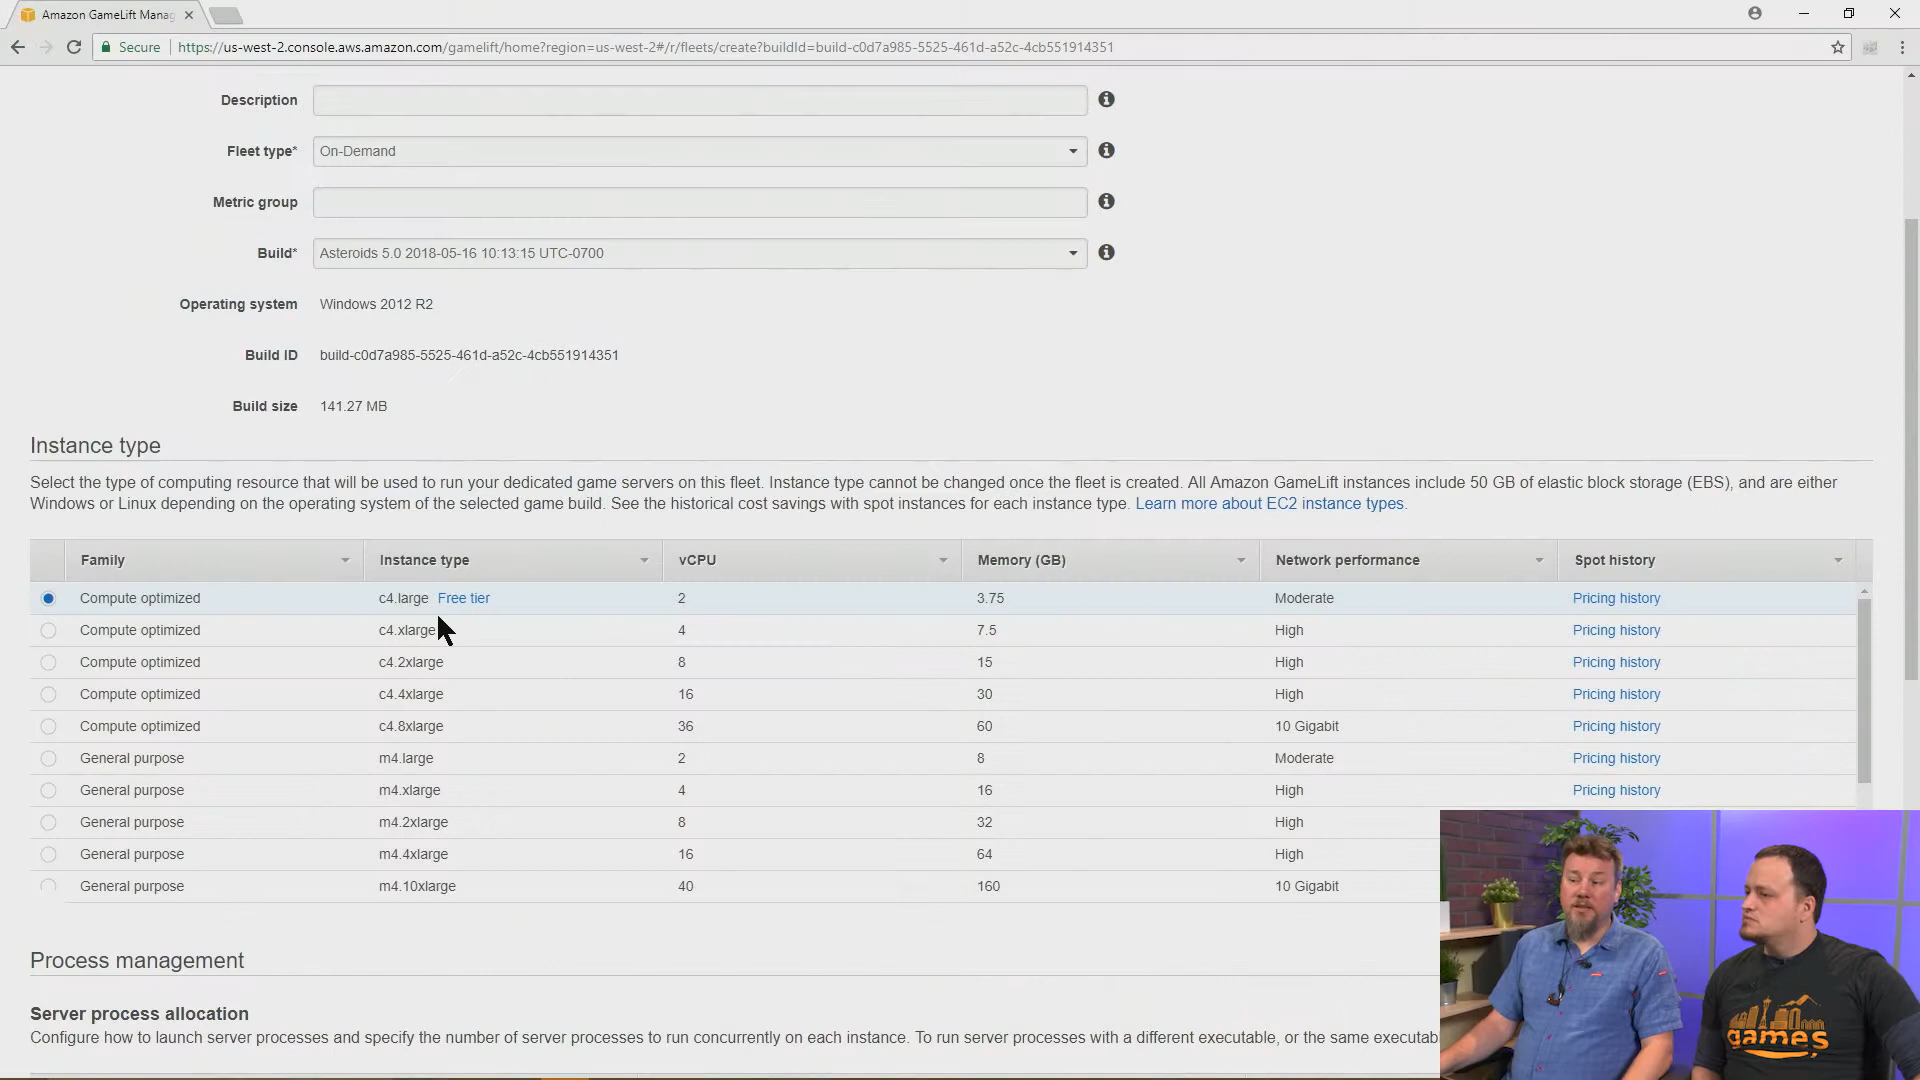 Amazon GameLift Mana
Secure
https://us-west-2.console.aws.amazon.com/gamelift/home?region=us-west-2#/r/fleets/create?buildId=build-c0d7a985-5525-461d-a52c-4cb551914351
Description
Fleet type* On-Demand
Metric group
Build* Asteroids 5.0 2018-05-16 10:13:15 UTC-0700
Operating system Windows 2012 R2
Build ID build-c0d7a985-5525-461d-a52c-4cb551914351
Build size 141.27 MB
Instance type
Select the type of computing resource that will be used to run your dedicated game servers on this fleet. Instance type cannot be changed once the fleet is created. All Amazon GameLift instances include 50 GB of elastic block storage (EBS), and are either
Windows or Linux depending on the operating system of the selected game build. See the historical cost savings with spot instances for each instance type. Learn more about EC2 instance types.
Family Instance type vCPU Memory (GB) Network performance Spot history
Compute optimized c4.large Free tier 2 3.75 Moderate Pricing history
Compute optimized c4.xlarge 4 7.5 High Pricing history
Compute optimized c4.2xlarge 8 15 High Pricing history
Compute optimized c4.4xlarge 16 30 High Pricing history
Compute optimized c4.8xlarge 36 60 10 Gigabit Pricing history
General purpose m4.large 2 8 Moderate Pricing history
General purpose m4.xlarge 4 16 High Pricing history
General purpose m4.2xlarge 8 32 High
General purpose m4.4xlarge 16 64 High
General purpose m4.10xlarge 40 160 10 Gigabit
Process management
Server process allocation
Configure how to launch server processes and specify the number of server processes to run concurrently on each instance. To run server processes with a different executable, or the same executab
games